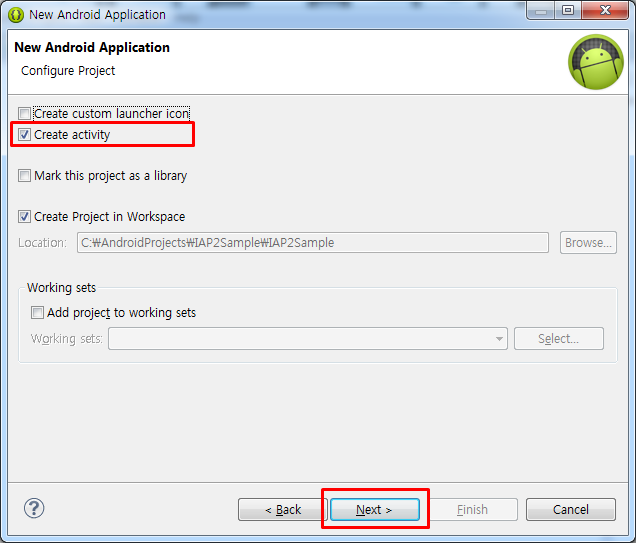 New Android Application
New Android Application
Configure Project
Create custom launcher icon
Create activity
Mark this project as a library
Create Project in Workspace
Location: C:₩AndroidProjects₩IAP2Sample₩IAP2Sample Browse...
Working sets
Add project to working sets
Working sets: Select...
? < Back Next > Finish Cancel